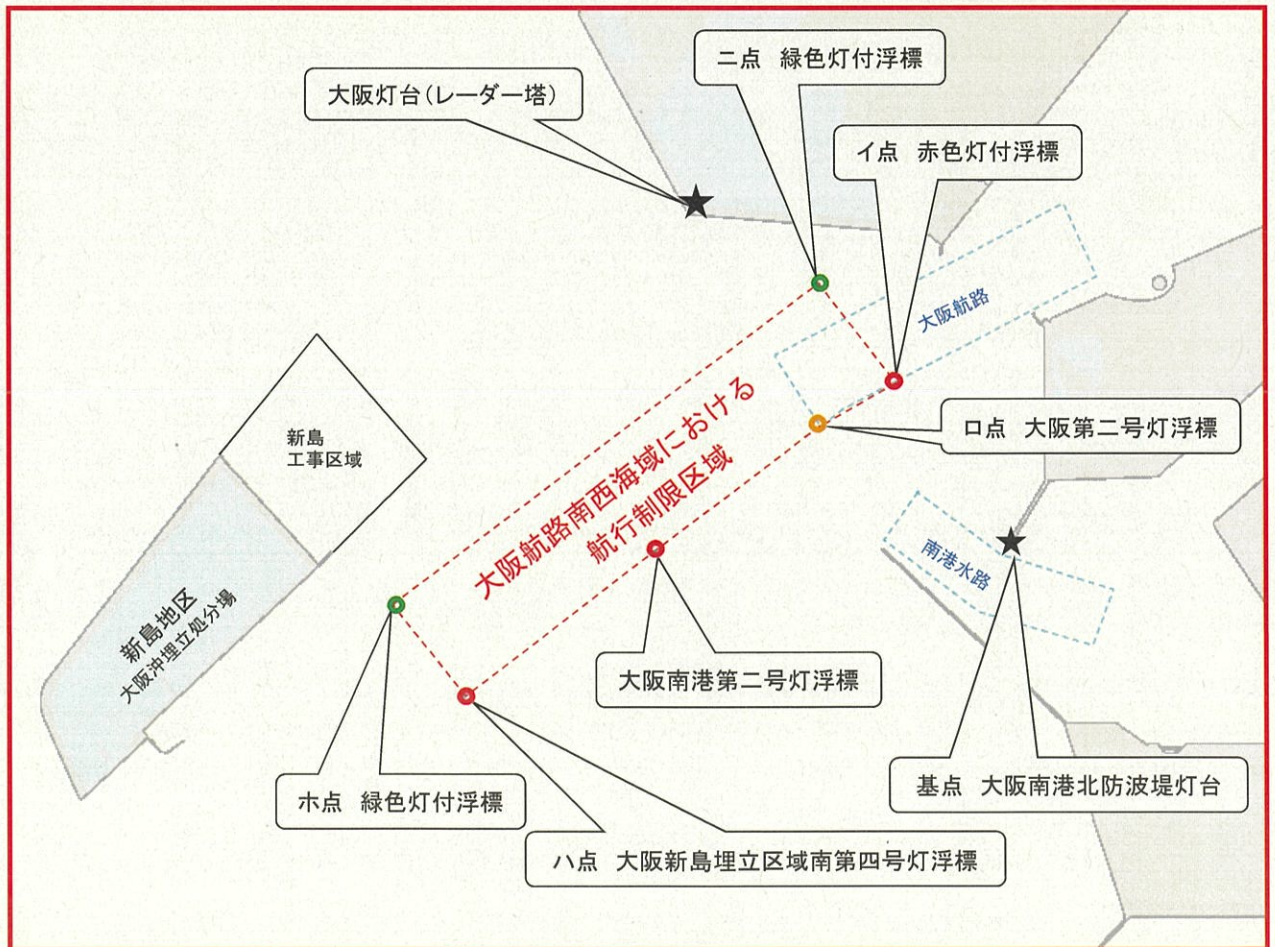 二点　緑色灯付浮標
大阪灯台（レーダー塔）
イ点　赤色灯付浮標
大阪航路
ロ点　大阪第二号灯浮標
新島
工事区域
大阪航路南西海域における
航行制限区域
南港水路
新島地区
大阪沖埋立処分場
大阪南港第二号灯浮標
基点　大阪南港北防波堤灯台
ホ点　緑色灯付浮標
ハ点　大阪新島埋立区域南第四号灯浮標